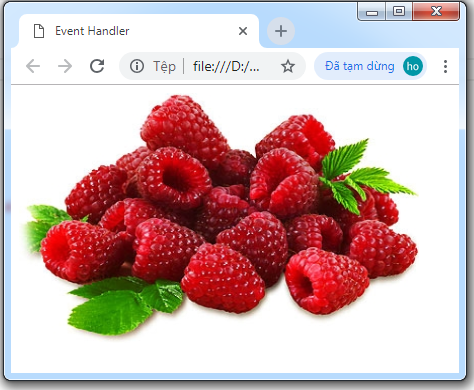 Event Handler
Tệp file:///D:/... Đã tạm dừng ho